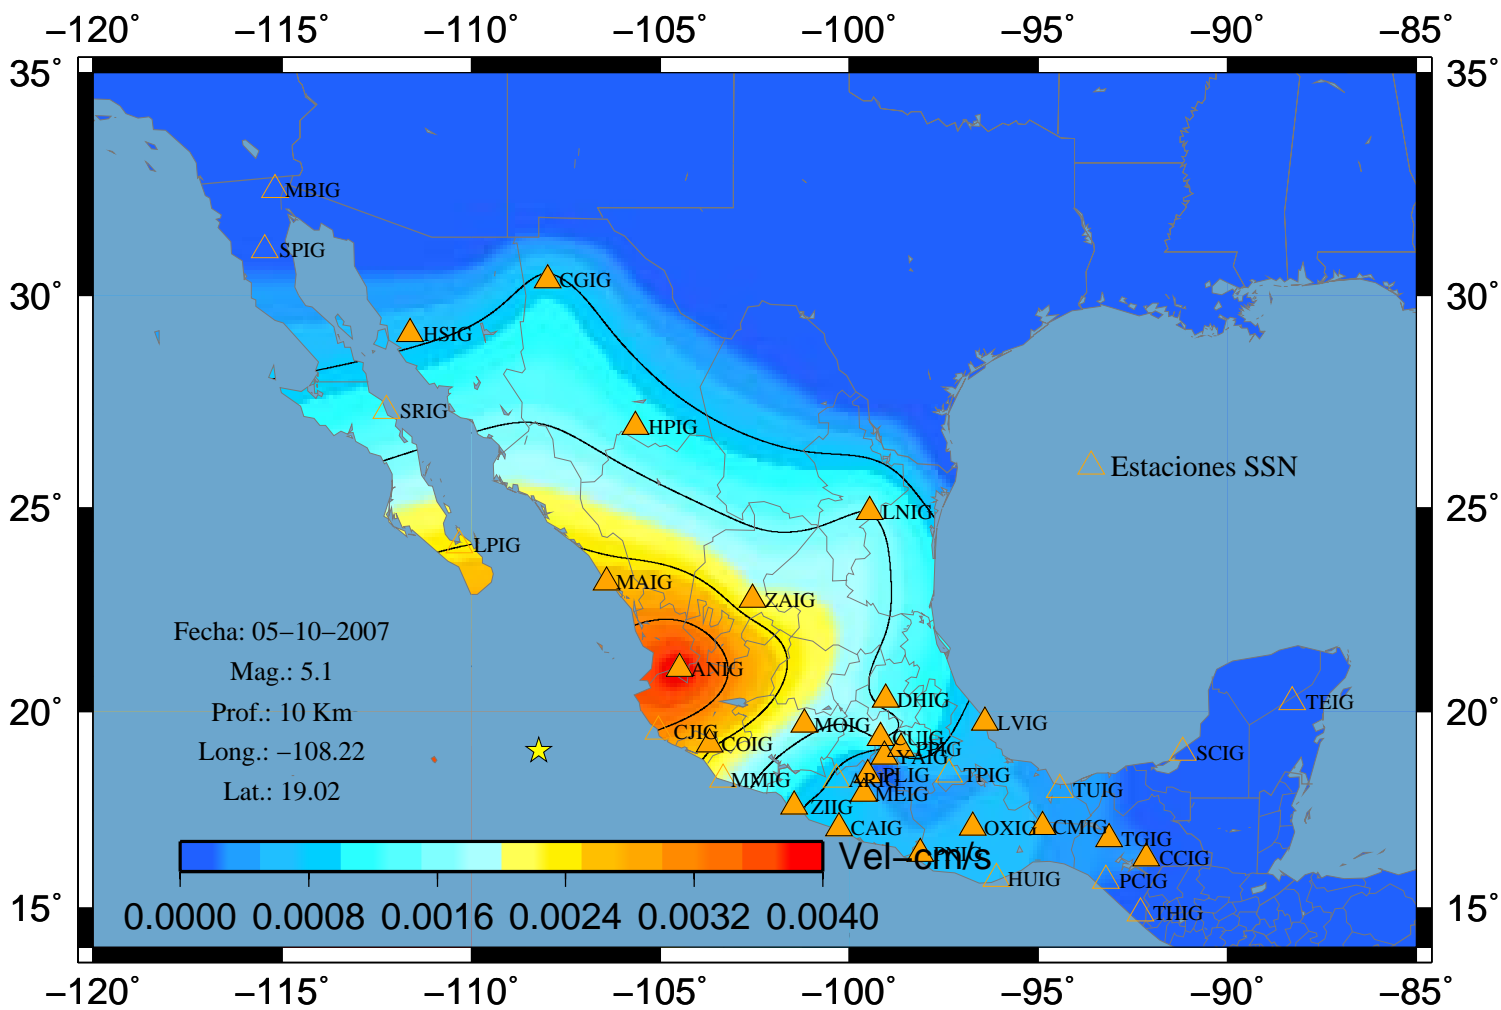 −120° −115° −110° −105° −100° −95° −90° −85°
35° 35°
MBIG
SPIG
30° CGIG 30°
HSIG
SRIG
HPIG
Estaciones SSN
25° LNIG 25°
LPIG
MAIG
ZAIG
Fecha: 05−10−2007
Mag.: 5.1
ANIG
DHIG
TEIG
20° Prof.: 10 Km 20°
MOIG
LVIG
CJIG
COIG
CUIG
PPIG
YAIG
Long.: −108.22
SCIG
MMIG
PLIG
TPIG
Lat.: 19.02
MEIG
TUIG
ZIIG
CAIG
OXIG
CMIG
TGIG
PNIG
Vel−cm/s
CCIG
HUIG
PCIG
15° 15°
THIG
0.0000 0.0008 0.0016 0.0024 0.0032 0.0040
−120° −115° −110° −105° −100° −95° −90° −85°